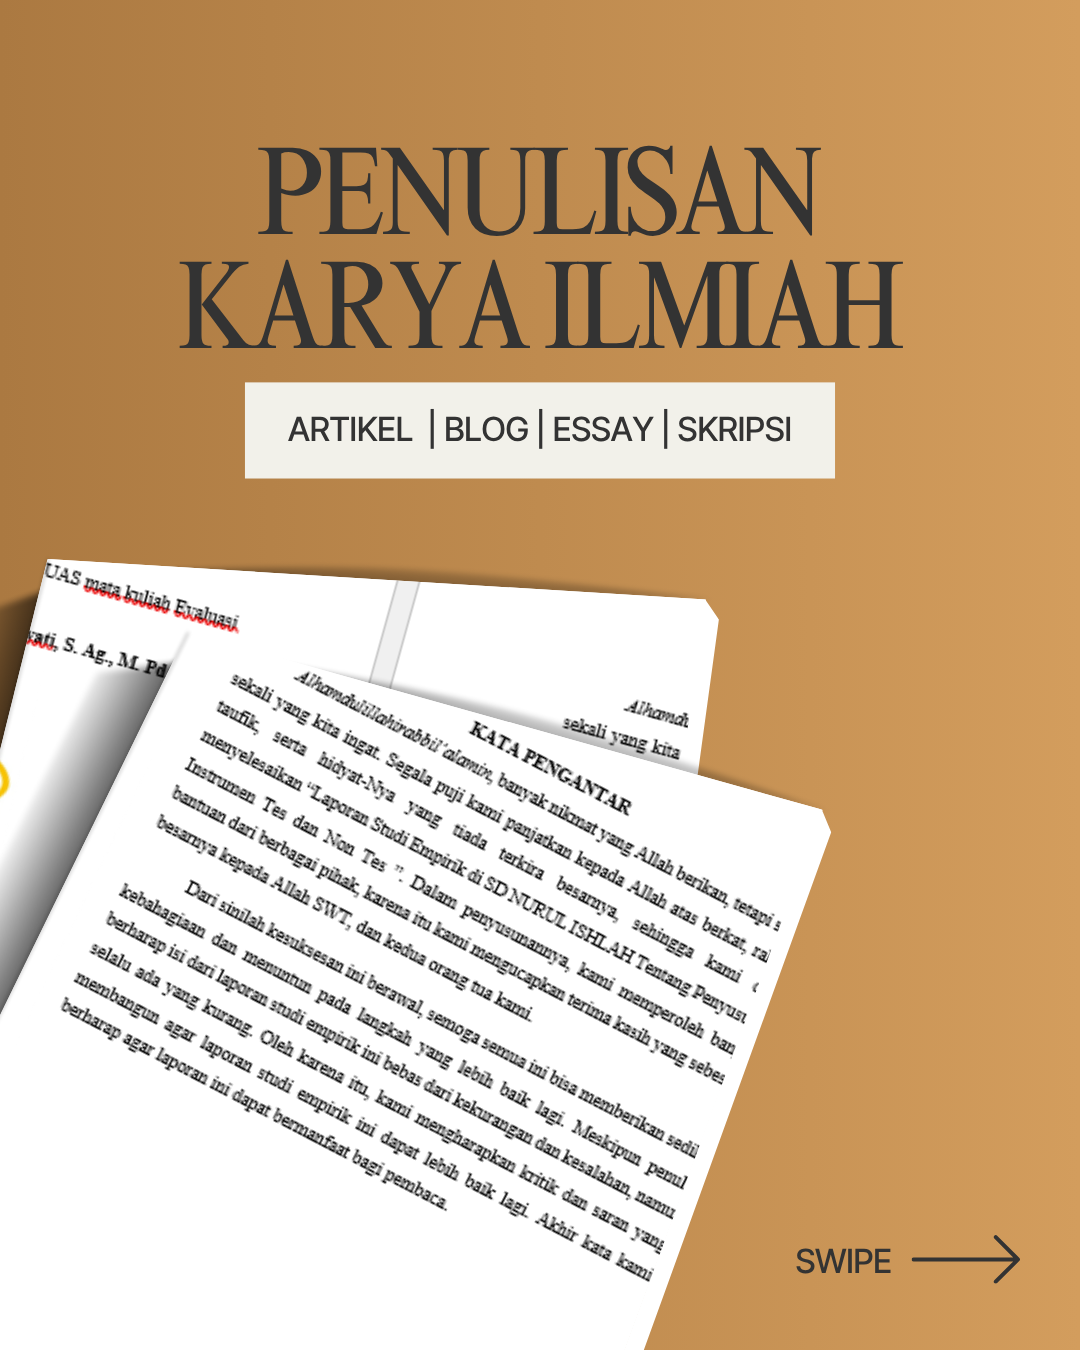 PENULISAN
KARYA ILMIAH
ARTIKEL | BLOG | ESSAY | SKRIPSI
UAS mata kuliah Evaluasi
S. Ag., M. Pd
Alhamdu
sekali yang kita
KATA PENGANTAR
Alhamdulillahirabbil'alamin, banyak nikmat yang Allah berikan, tetapi s
sekali yang kita ingat. Segala puji kami panjatkan kepada Allah atas berkat, ral
taufik, serta hidyat-Nya yang tiada terkira besarnya, sehingga kami
menyelesaikan "Laporan Studi Empirik di SD NURUL ISHLAH Tentang Penyusu
Instrumen Tes dan Non Tes ". Dalam penyusunannya, kami memperoleh ban
bantuan dari berbagai pihak, karena itu kami mengucapkan terima kasih yang sebes
besarnya kepada Allah SWT, dan kedua orang tua kami.
Dari sinilah kesuksesan ini berawal, semoga semua ini bisa memberikan sedil
kebahagiaan dan menuntun pada langkah yang lebih baik lagi. Meskipun penul
berharap isi dari laporan studi empirik ini bebas dari kekurangan dan kesalahan, namu
selalu ada yang kurang. Oleh karena itu, kami mengharapkan kritik dan saran yang
membangun agar laporan studi empirik ini dapat lebih baik lagi. Akhir kata kami
berharap agar laporan ini dapat bermanfaat bagi pembaca.
SWIPE